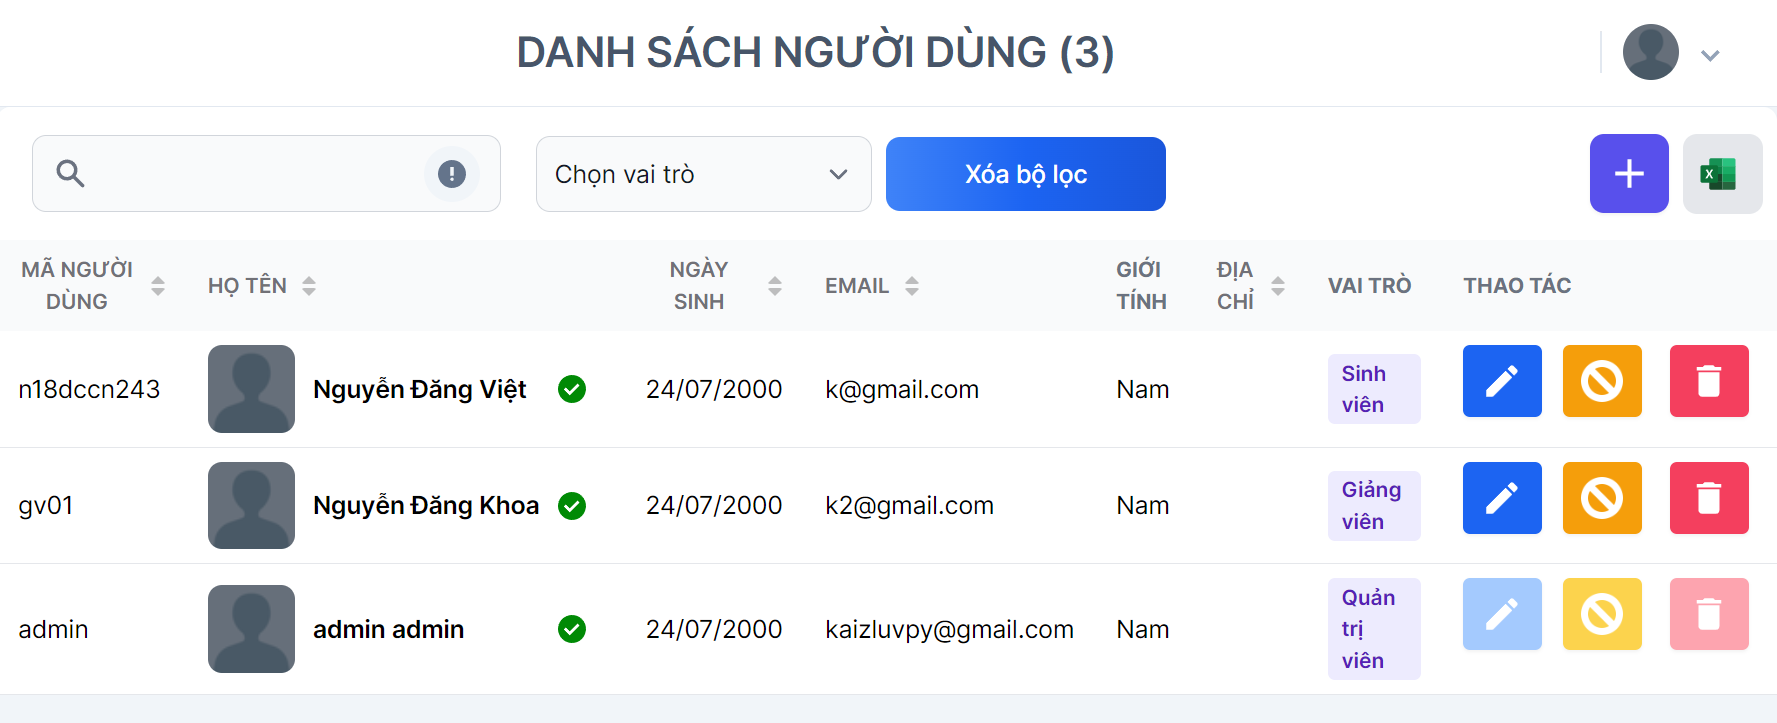 DANH SÁCH NGƯỜI DÙNG (3)
Chọn vai trò
Xóa bộ lọc
MÃ NGƯỜI DÙNG
HỌ TÊN
NGÀY SINH
EMAIL
GIỚI TÍNH
ĐỊA CHỈ
VAI TRÒ
THAO TÁC
n18dccn243
Nguyễn Đăng Việt
24/07/2000
k@gmail.com
Nam
Sinh viên
gv01
Nguyễn Đăng Khoa
24/07/2000
k2@gmail.com
Nam
Giảng viên
admin
admin admin
24/07/2000
kaizluvpy@gmail.com
Nam
Quản trị viên